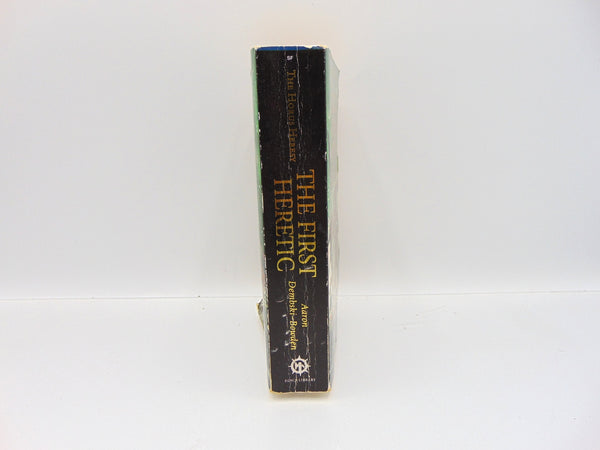 THE HORUS HERESY
THE FIRST
HERETIC
Aaron
Dembski-Bowden
BLACK LIBRARY